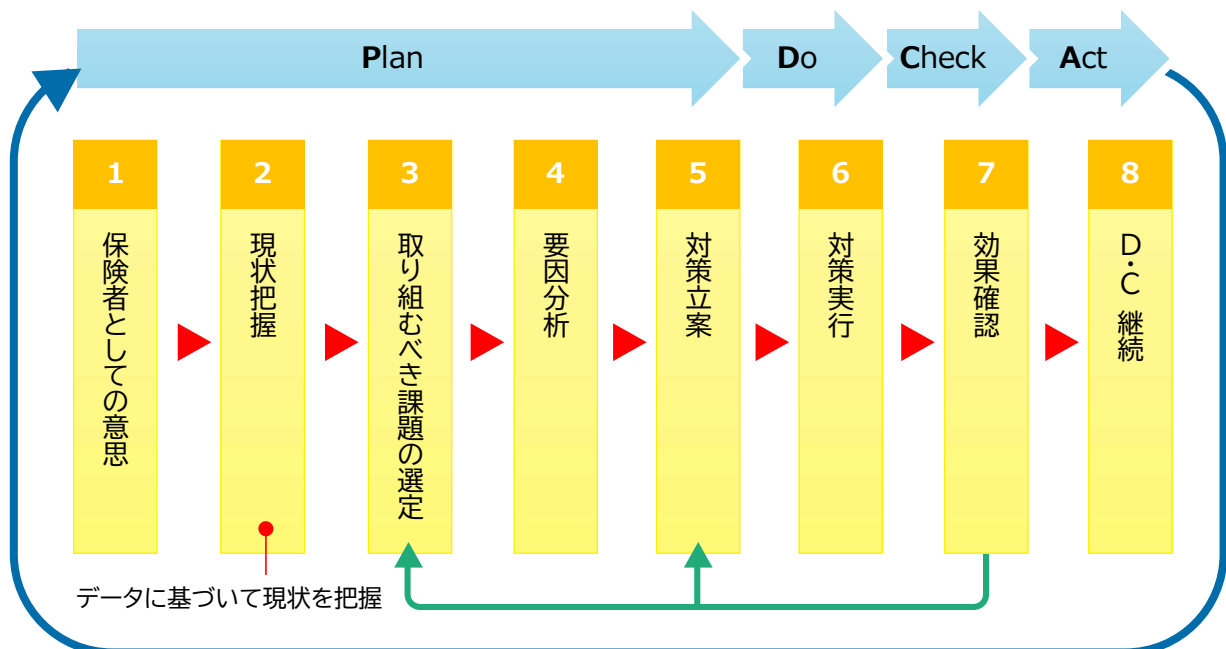 Plan
Do
Check
Act
1
保険者としての意思
2
現状把握
3
取り組むべき課題の選定
4
要因分析
5
対策立案
6
対策実行
7
効果確認
8
D・C 継続
データに基づいて現状を把握